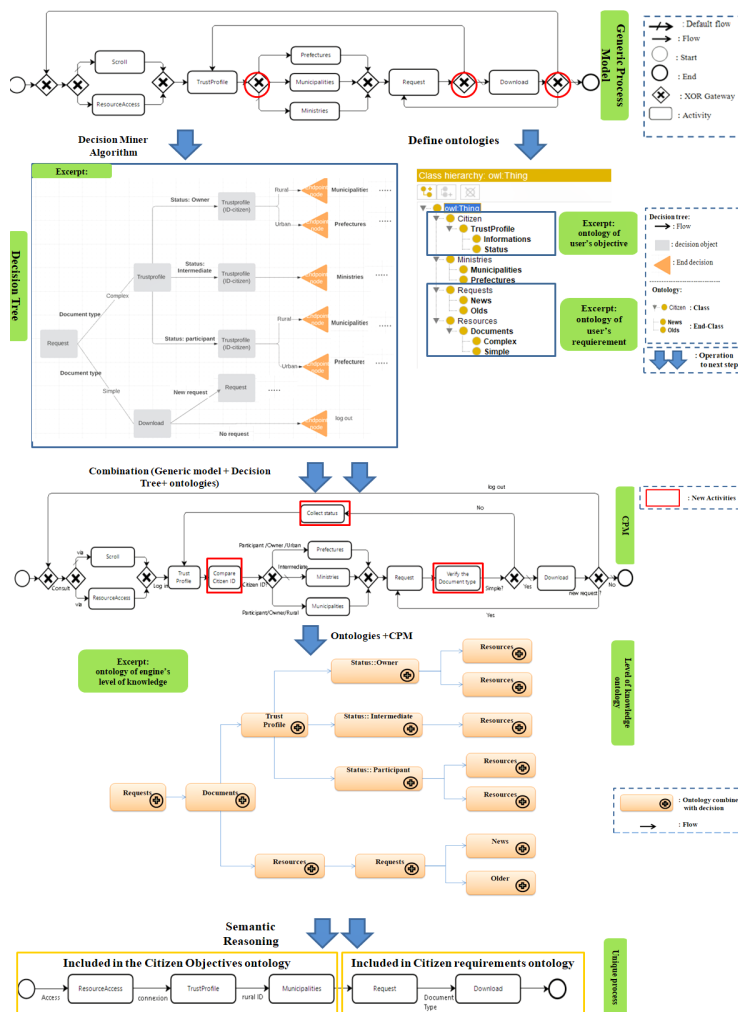 Scroll
ResourceAccess
TrustProfile
Prefectures
Municipalities
Ministries
Request
Download
Generic Process
Model
: Default flow
: Flow
: Start
: End
: XOR Gateway
: Activity
Decision Miner
Algorithm
Define ontologies
Excerpt:
Decision Tree
Request
Document type
Complex
Document type
Simple
Trustprofile
Status: Owner
Status:
Intermediate
Status: participant
Trustprofile
(ID-citizen)
Trustprofile
(ID-citizen)
Trustprofile
(ID-citizen)
Rural
Urban
Rural
Urban
Municipalities
.....
Prefectures
.....
Ministries
.....
Municipalities
.....
Prefectures
.....
Download
New request
Request
.....
No request
log out
node
node
node
node
node
node
Class hierarchy: owl Thing
owl Thing
Citizen
TrustProfile
Informations
Status
Ministries
Municipalities
Prefectures
Requests
News
Olds
Resources
Documents
Complex
Simple
Excerpt:
ontology of
user's objective
Excerpt:
ontology of
user's
requierement
Decision tree:
: Flow
: decision object
: End decision
Ontology:
Citizen : Class
News
Olds : End-Class
: Operation
to next step
Combination (Generic model + Decision
Tree+ ontologies)
log out
Collect status
No
CPM
: New Activities
Consult
via
via
Scroll
ResourceAccess
Log in
Trust
Profile
Compare
Citizen ID
Citizen ID?
Participant /Owner /Urban
Intermediate
Participant/Owner/Rural
Prefectures
Ministries
Municipalities
Request
Verify the
Document type
Simple?
Yes
Download
new request ?
No
Yes
Ontologies +CPM
Excerpt:
ontology of engine's
level of knowledge
Level of knowledge
ontology
Requests
Documents
Trust
Profile
Status::Owner
Status:: Intermediate
Status:: Participant
Resources
Resources
Resources
Resources
Resources
Resources
Requests
News
Older
: Ontology combine
with decision
: Flow
Semantic
Reasoning
Unique process
Included in the Citizen Objectives ontology
Included in Citizen requirements ontology
Access
ResourceAccess
connexion
TrustProfile
rural ID
Municipalities
Request
Document
Type
Download